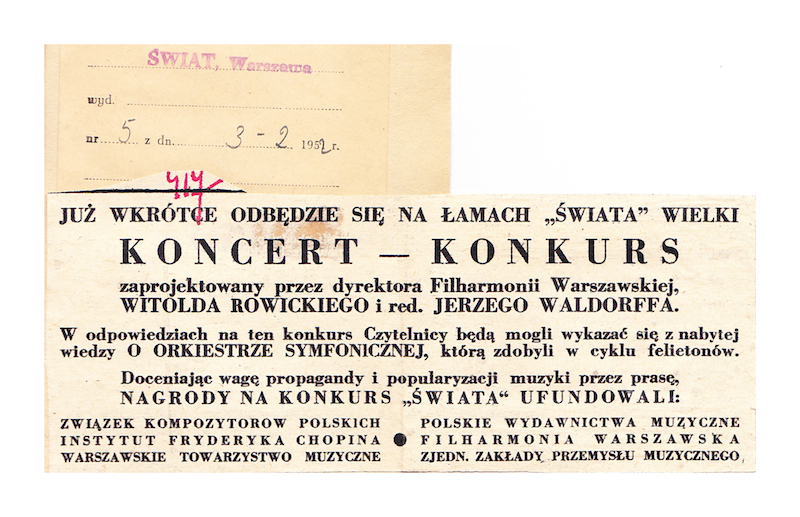 ŚWIAT, Warszawa
wyd.
nr 5 z dn. 3-2 1952 r.
JUŻ WKRÓTCE ODBĘDZIE SIĘ NA ŁAMACH „ŚWIATA” WIELKI
KONCERT — KONKURS
zaprojektowany przez dyrektora Filharmonii Warszawskiej,
WITOLDA ROWICKIEGO i red. JERZEGO WALDORFFA.
W odpowiedziach na ten konkurs Czytelnicy będą mogli wykazać się z nabytej
wiedzy O ORKIESTRZE SYMFONICZNEJ, którą zdobyli w cyklu felietonów.
Doceniając wagę propagandy i popularyzacji muzyki przez prasę,
NAGRODY NA KONKURS „ŚWIATA“ UFUNDOWALI:
ZWIĄZEK KOMPOZYTOROW POLSKICH
INSTYTUT FRYDERYKA CHOPINA
WARSZAWSKIE TOWARZYSTWO MUZYCZNE
POLSKIE WYDAWNICTWA MUZYCZNE
FILHARMONIA WARSZAWSKA
ZJEDN. ZAKŁADY PRZEMYSŁU MUZYCZNEGO